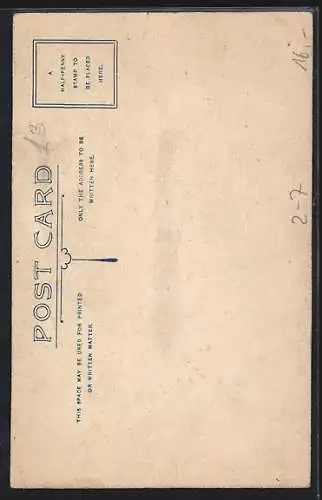 POST CARD
THIS SPACE MAY BE USED FOR PRINTED
OR WRITTEN MATTER.
ONLY THE ADDRESS TO BE
WRITTEN HERE.
A
HALF-PENNY
STAMP TO
BE PLACED
HERE.
£3
16,-
2-7